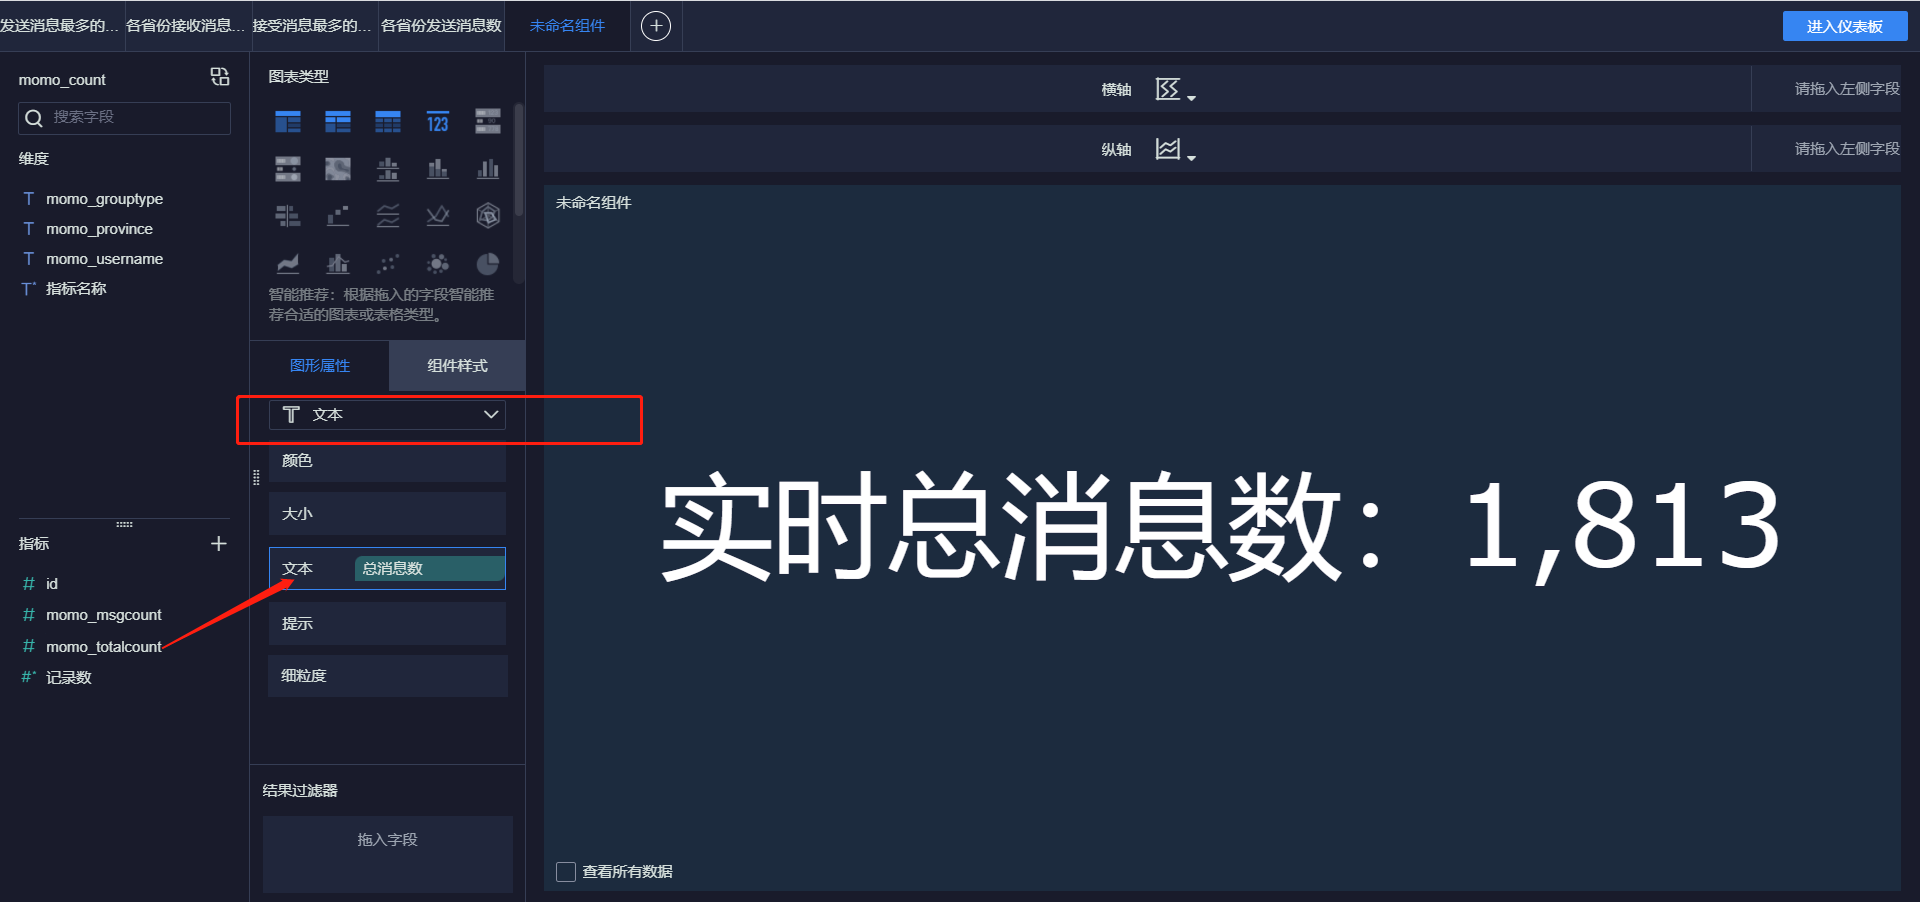 发送消息最多的...
各省份接收消息...
接受消息最多的...
各省份发送消息数
未命名组件
进入仪表板
momo_count
搜索字段
维度
T momo_grouptype
T momo_province
T momo_username
T* 指标名称
指标
# id
# momo_msgcount
# momo_totalcount
#* 记录数
图表类型
123
智能推荐：根据拖入的字段智能推
荐合适的图表或表格类型。
图形属性
组件样式
文本
颜色
大小
文本 总消息数
提示
细粒度
结果过滤器
拖入字段
横轴
请拖入左侧字段
纵轴
请拖入左侧字段
未命名组件
实时总消息数：1,813
查看所有数据